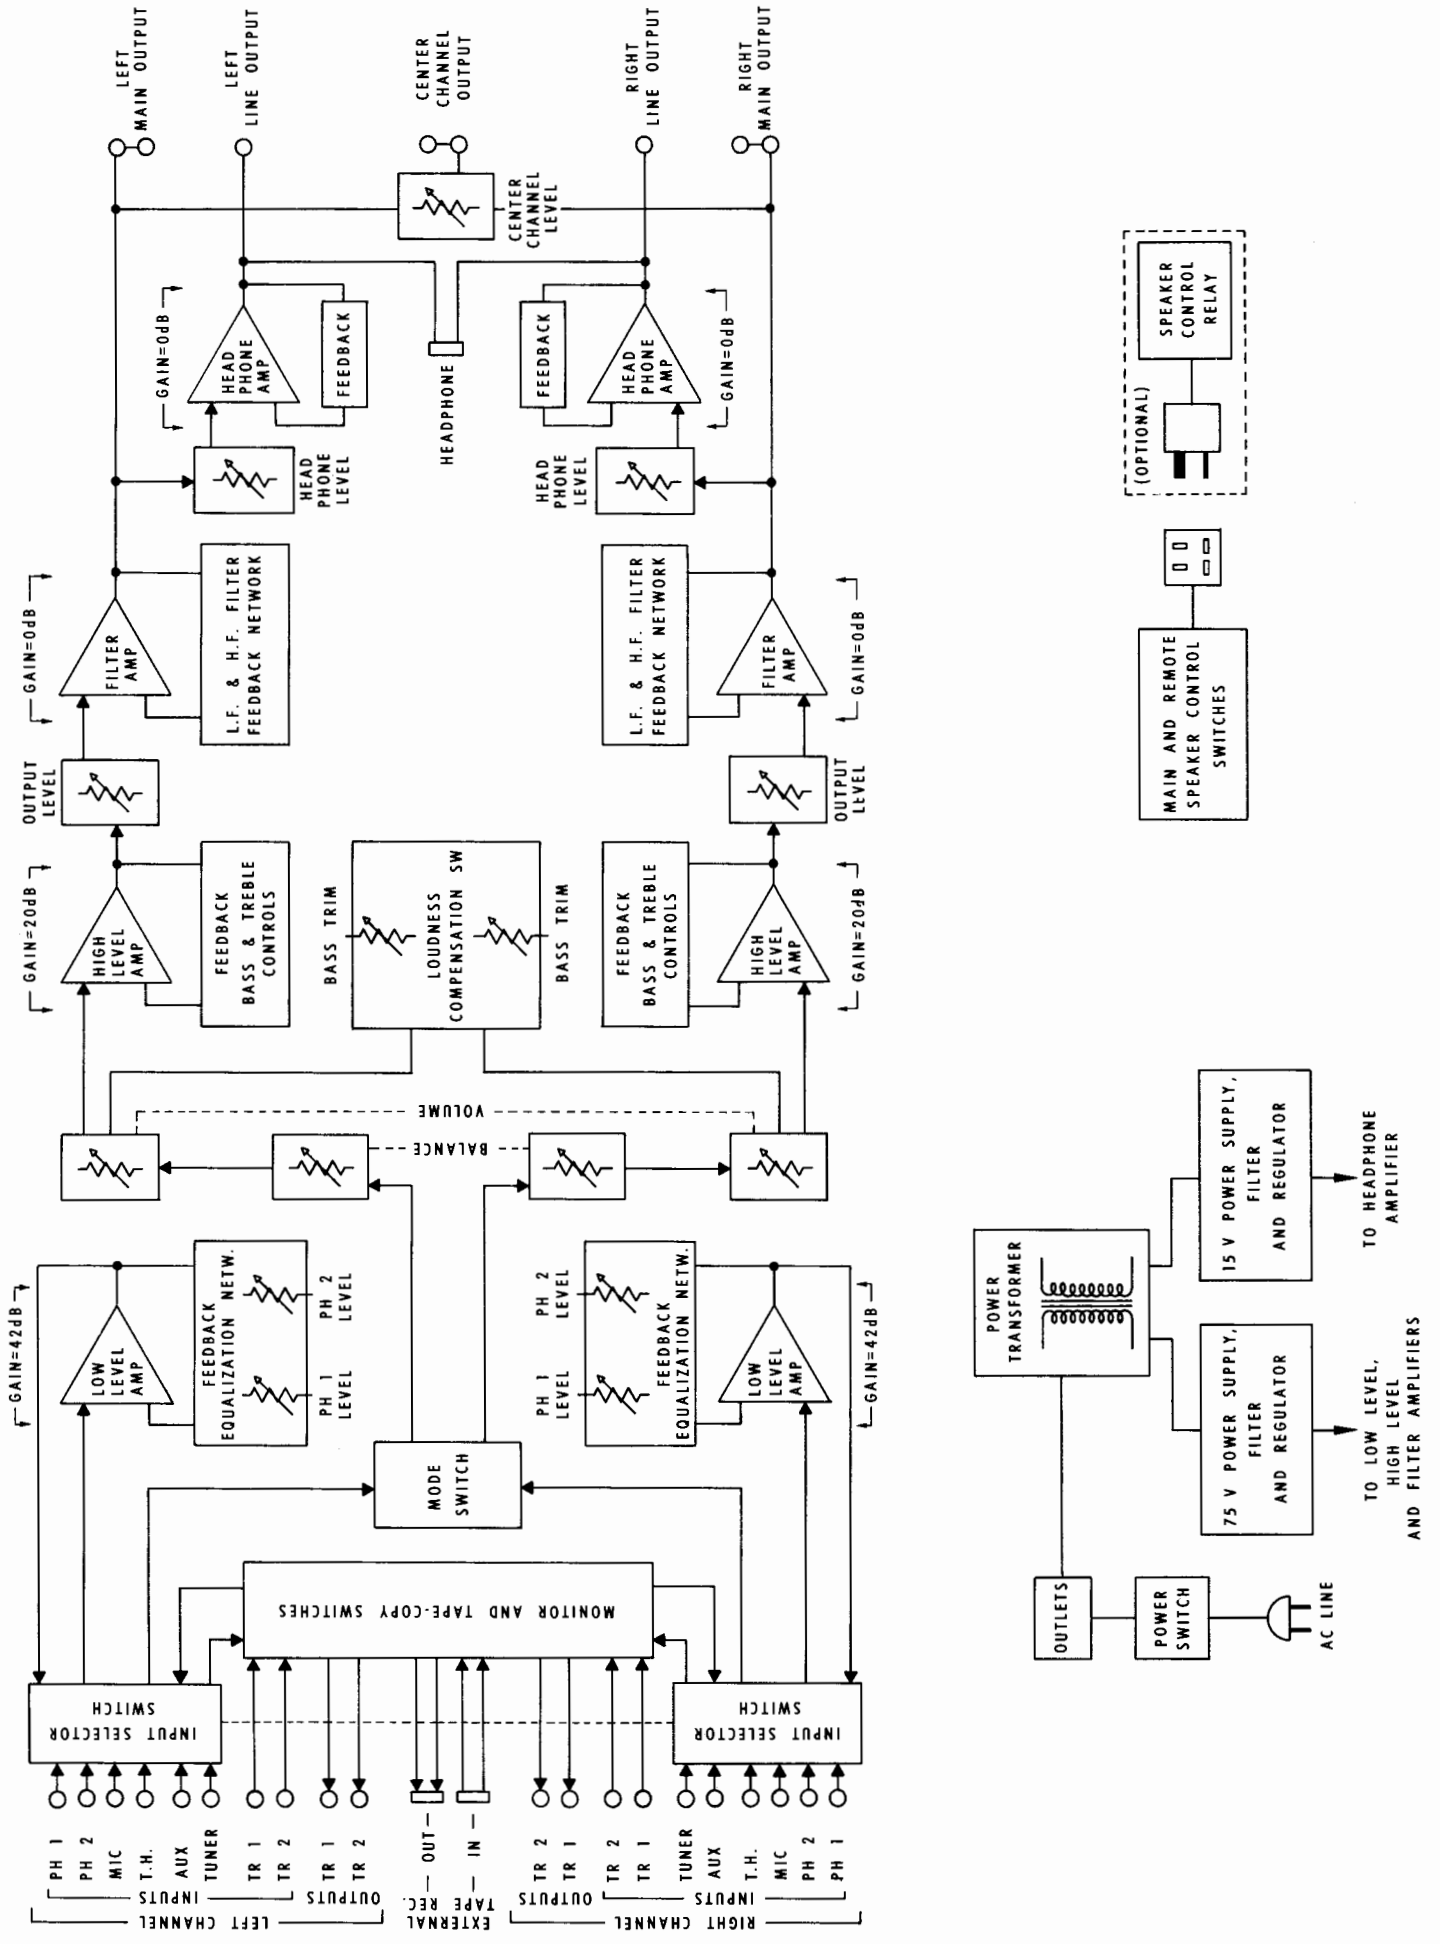 LEFT
MAIN OUTPUT
LEFT
LINE OUTPUT
CENTER
CHANNEL
OUTPUT
RIGHT
LINE OUTPUT
RIGHT
MAIN OUTPUT
CENTER
CHANNEL
LEVEL
GAIN=0dB
HEAD
PHONE
AMP
FEEDBACK
HEADPHONE
FEEDBACK
HEAD
PHONE
AMP
GAIN=0dB
HEAD
PHONE
LEVEL
HEAD
PHONE
LEVEL
GAIN=0dB
FILTER
AMP
L.F. & H.F. FILTER
FEEDBACK NETWORK
L.F. & H.F. FILTER
FEEDBACK NETWORK
FILTER
AMP
GAIN=0dB
OUTPUT
LEVEL
OUTPUT
LEVEL
GAIN=20dB
HIGH
LEVEL
AMP
FEEDBACK
BASS & TREBLE
CONTROLS
BASS TRIM
LOUDNESS
COMPENSATION SW
BASS TRIM
FEEDBACK
BASS & TREBLE
CONTROLS
HIGH
LEVEL
AMP
GAIN=20dB
VOLUME
BALANCE
GAIN=42dB
LOW
LEVEL
AMP
FEEDBACK
EQUALIZATION NETW.
PH 1
LEVEL
PH 2
LEVEL
PH 1
LEVEL
PH 2
LEVEL
FEEDBACK
EQUALIZATION NETW.
LOW
LEVEL
AMP
GAIN=42dB
MODE
SWITCH
MONITOR AND TAPE-COPY SWITCHES
INPUT SELECTOR
SWITCH
INPUT SELECTOR
SWITCH
PH 1
PH 2
MIC
T.H.
AUX
TUNER
TR 1
TR 2
TR 1
TR 2
OUT
IN
TR 2
TR 1
TR 2
TR 1
TUNER
AUX
T.H.
MIC
PH 2
PH 1
INPUTS
OUTPUTS
LEFT CHANNEL
EXTERNAL
TAPE REC.
OUTPUTS
INPUTS
RIGHT CHANNEL
(OPTIONAL)
SPEAKER
CONTROL
RELAY
MAIN AND REMOTE
SPEAKER CONTROL
SWITCHES
POWER
TRANSFORMER
15 V POWER SUPPLY,
FILTER
AND REGULATOR
TO HEADPHONE
AMPLIFIER
75 V POWER SUPPLY,
FILTER
AND REGULATOR
TO LOW LEVEL,
HIGH LEVEL
AND FILTER AMPLIFIERS
OUTLETS
POWER
SWITCH
AC LINE